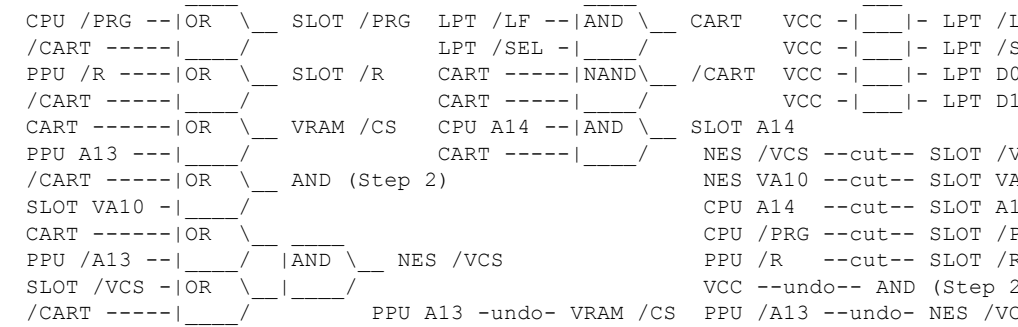 CPU /PRG --|OR \__ SLOT /PRG LPT /LF --|AND \__ CART VCC -|___|- LPT /L
/CART -----|____/ LPT /SEL -|____/ VCC -|___|- LPT /S
PPU /R ----|OR \__ SLOT /R CART -----|NAND\__ /CART VCC -|___|- LPT D0
/CART -----|____/ CART -----|____/ VCC -|___|- LPT D1
CART ------|OR \__ VRAM /CS CPU A14 --|AND \__ SLOT A14
PPU A13 ---|____/ CART -----|____/ NES /VCS --cut-- SLOT /V
/CART -----|OR \__ AND (Step 2) NES VA10 --cut-- SLOT VA
SLOT VA10 -|____/ CPU A14 --cut-- SLOT A1
CART ------|OR \__ ____ CPU /PRG --cut-- SLOT /P
PPU /A13 --|____/ |AND \__ NES /VCS PPU /R --cut-- SLOT /R
SLOT /VCS -|OR \__|____/ VCC --undo-- AND (Step 2
/CART -----|____/ PPU A13 -undo- VRAM /CS PPU /A13 --undo- NES /VC